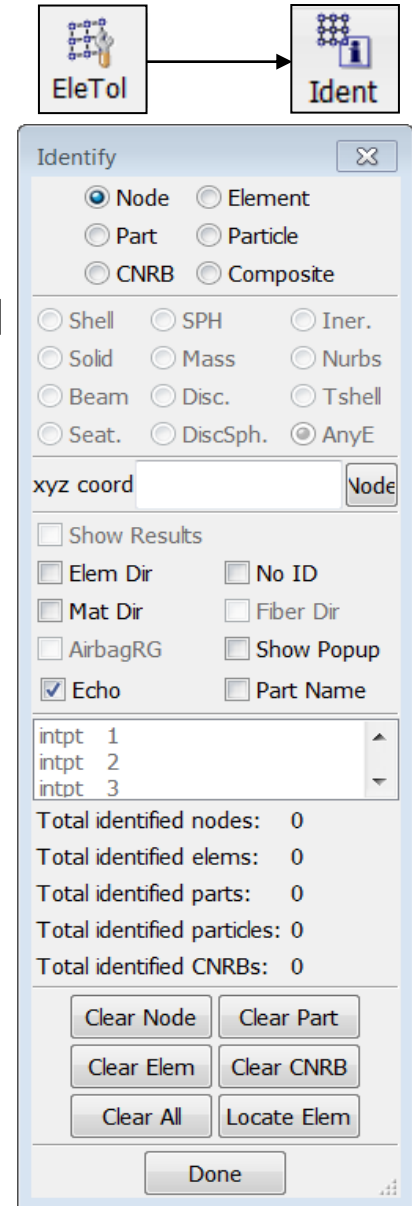 EleTol Ident
Identify
Node Element
Part Particle
CNRB Composite
Shell SPH Iner.
Solid Mass Nurbs
Beam Disc. Tshell
Seat. DiscSph. AnyE
xyz coord Node
Show Results
Elem Dir No ID
Mat Dir Fiber Dir
AirbagRG Show Popup
Echo Part Name
intpt 1
intpt 2
intpt 3
Total identified nodes: 0
Total identified elems: 0
Total identified parts: 0
Total identified particles: 0
Total identified CNRBs: 0
Clear Node Clear Part
Clear Elem Clear CNRB
Clear All Locate Elem
Done